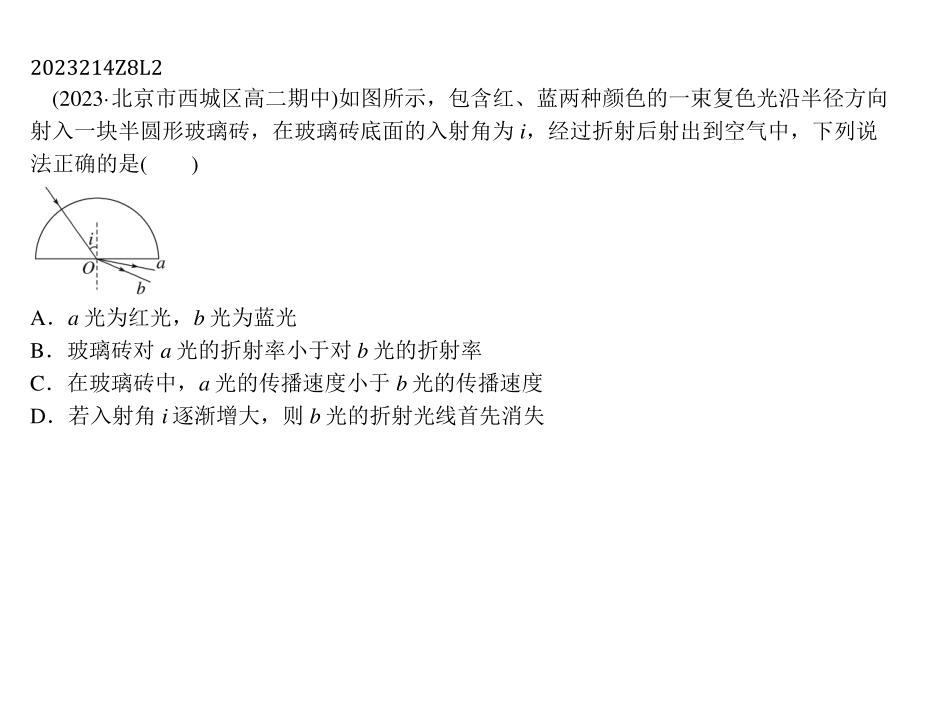 2023214Z8L2
(2023·北京市西城区高二期中)如图所示，包含红、蓝两种颜色的一束复色光沿半径方向
射入一块半圆形玻璃砖，在玻璃砖底面的入射角为 i，经过折射后射出到空气中，下列说
法正确的是(　　)
i
O
a
b
A．a 光为红光，b 光为蓝光
B．玻璃砖对 a 光的折射率小于对 b 光的折射率
C．在玻璃砖中，a 光的传播速度小于 b 光的传播速度
D．若入射角 i 逐渐增大，则 b 光的折射光线首先消失